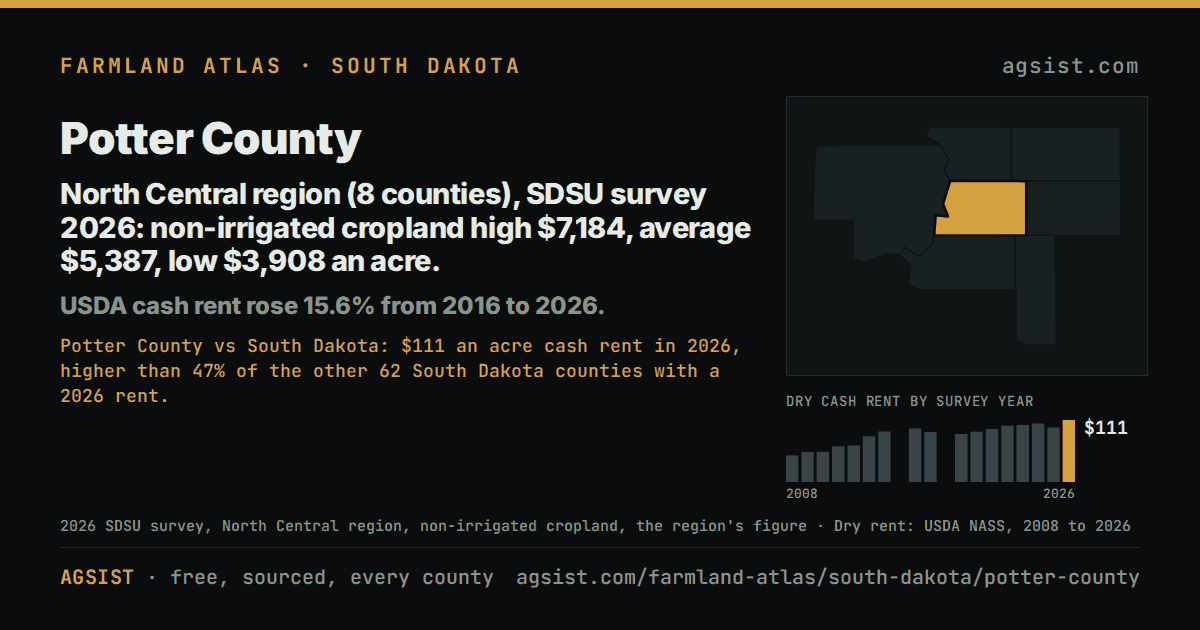 FARMLAND ATLAS · SOUTH DAKOTA
agsist.com
Potter County
North Central region (8 counties), SDSU survey
2026: non-irrigated cropland high $7,184, average
$5,387, low $3,908 an acre.
USDA cash rent rose 15.6% from 2016 to 2026.
Potter County vs South Dakota: $111 an acre cash rent in 2026,
higher than 47% of the other 62 South Dakota counties with a
2026 rent.
DRY CASH RENT BY SURVEY YEAR
$111
2008
2026
2026 SDSU survey, North Central region, non-irrigated cropland, the region's figure · Dry rent: USDA NASS, 2008 to 2026
AGSIST · free, sourced, every county
agsist.com/farmland-atlas/south-dakota/potter-county